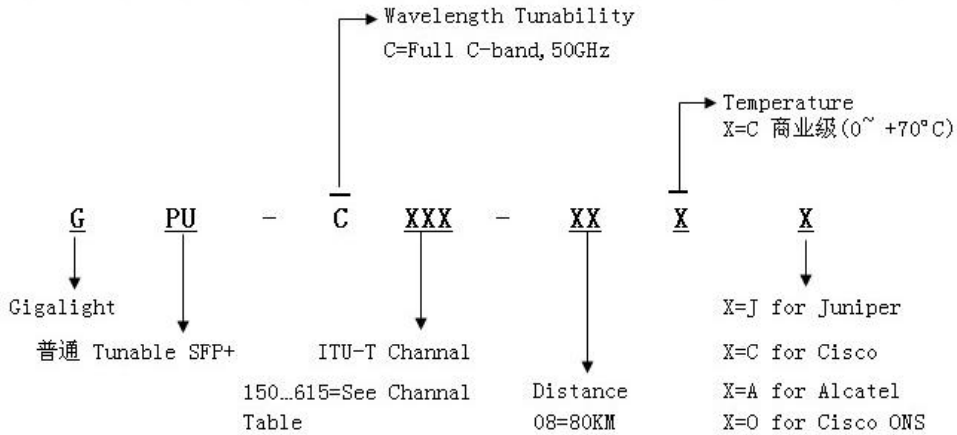 Wavelength Tunability
C=Full C-band, 50GHz
Temperature
X=C 商业级(0~ +70°C)
G PU - C XXX - XX X X
Gigalight
普通 Tunable SFP+
ITU-T Channal
150…615=See Channal
Table
Distance
08=80KM
X=J for Juniper
X=C for Cisco
X=A for Alcatel
X=O for Cisco ONS